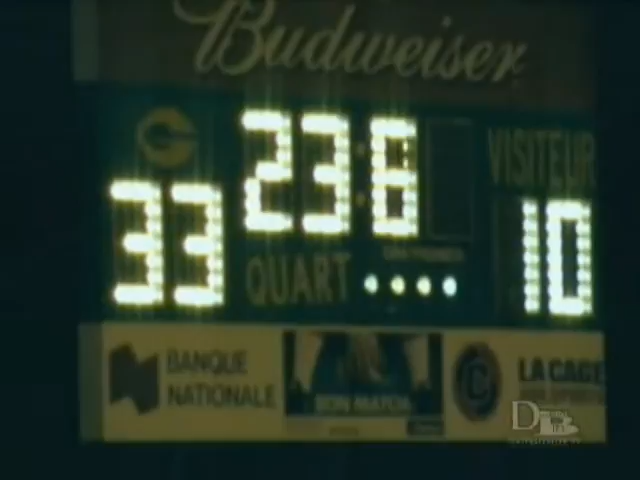 Budweiser
C
23:6
VISITEUR
33
10
QUART
BANQUE
NATIONALE
LA CAGE